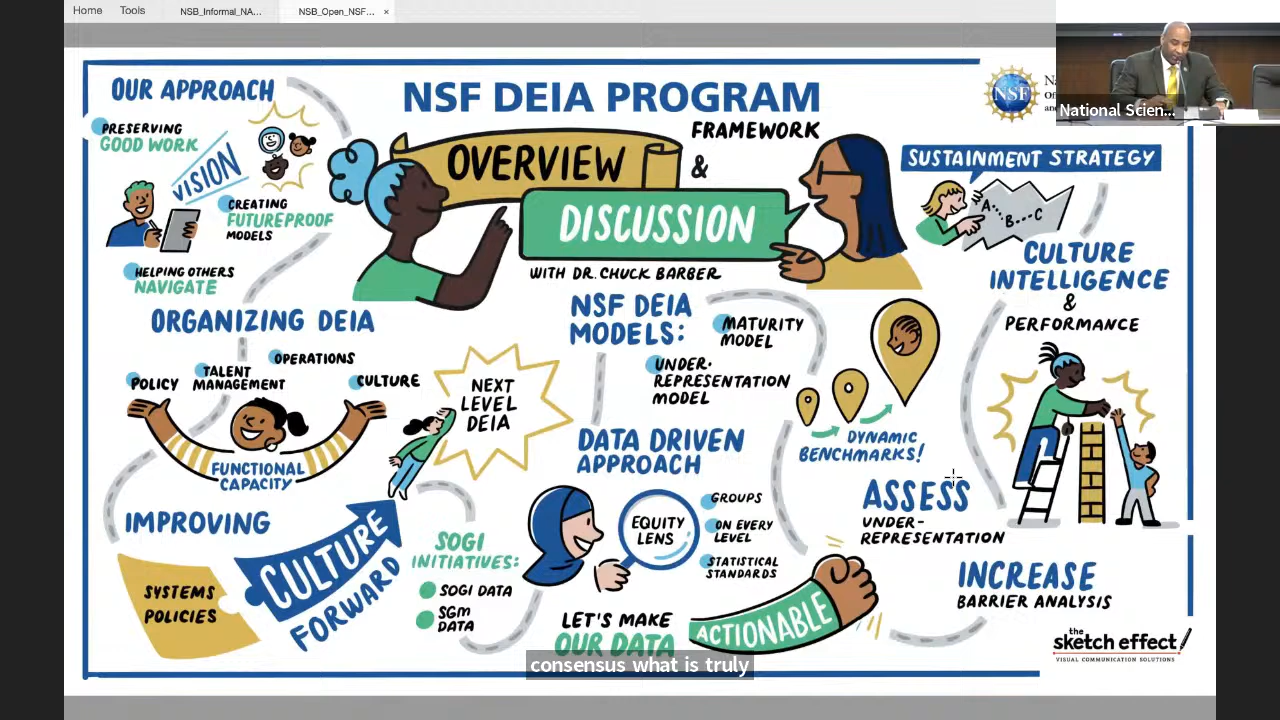 Home Tools NSB_Informal_NA... NSB_Open_NSF... ×
National Scien...
NSF DEIA PROGRAM
FRAMEWORK
OVERVIEW
&
DISCUSSION
WITH DR. CHUCK BARBER
NSF
OUR APPROACH
PRESERVING
GOOD WORK
VISION
CREATING
FUTUREPROOF
MODELS
HELPING OTHERS
NAVIGATE
ORGANIZING DEIA
POLICY
TALENT
MANAGEMENT
OPERATIONS
CULTURE
FUNCTIONAL
CAPACITY
NEXT
LEVEL
DEIA
IMPROVING
SYSTEMS
POLICIES
CULTURE
FORWARD
SOGI
INITIATIVES:
SOGI DATA
SGM
DATA
NSF DEIA
MODELS:
MATURITY
MODEL
UNDER-
REPRESENTATION
MODEL
DATA DRIVEN
APPROACH
EQUITY
LENS
GROUPS
ON EVERY
LEVEL
STATISTICAL
STANDARDS
LET'S MAKE
OUR DATA
ACTIONABLE
DYNAMIC
BENCHMARKS!
ASSESS
UNDER-
REPRESENTATION
SUSTAINMENT STRATEGY
A
B
C
CULTURE
INTELLIGENCE
&
PERFORMANCE
INCREASE
BARRIER ANALYSIS
the
sketch effect
VISUAL COMMUNICATION SOLUTIONS
consensus what is truly